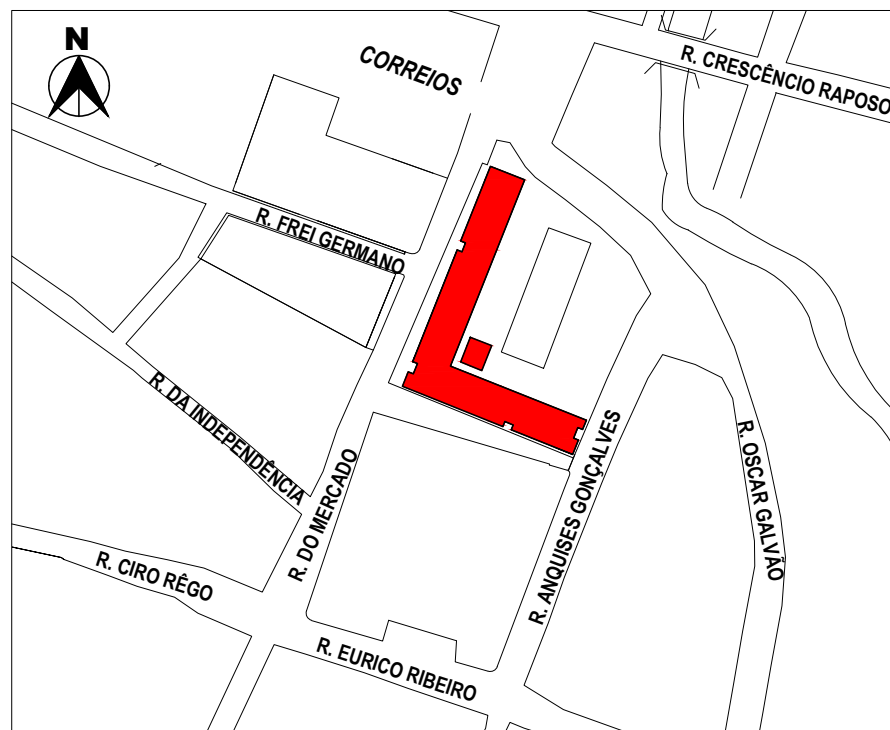 N
CORREIOS
R. CRESCÊNCIO RAPOSO
R. FREI GERMANO
R. DA INDEPENDÊNCIA
R. DO MERCADO
R. ANQUISES GONÇALVES
R. OSCAR GALVÃO
R. CIRO RÊGO
R. EURICO RIBEIRO